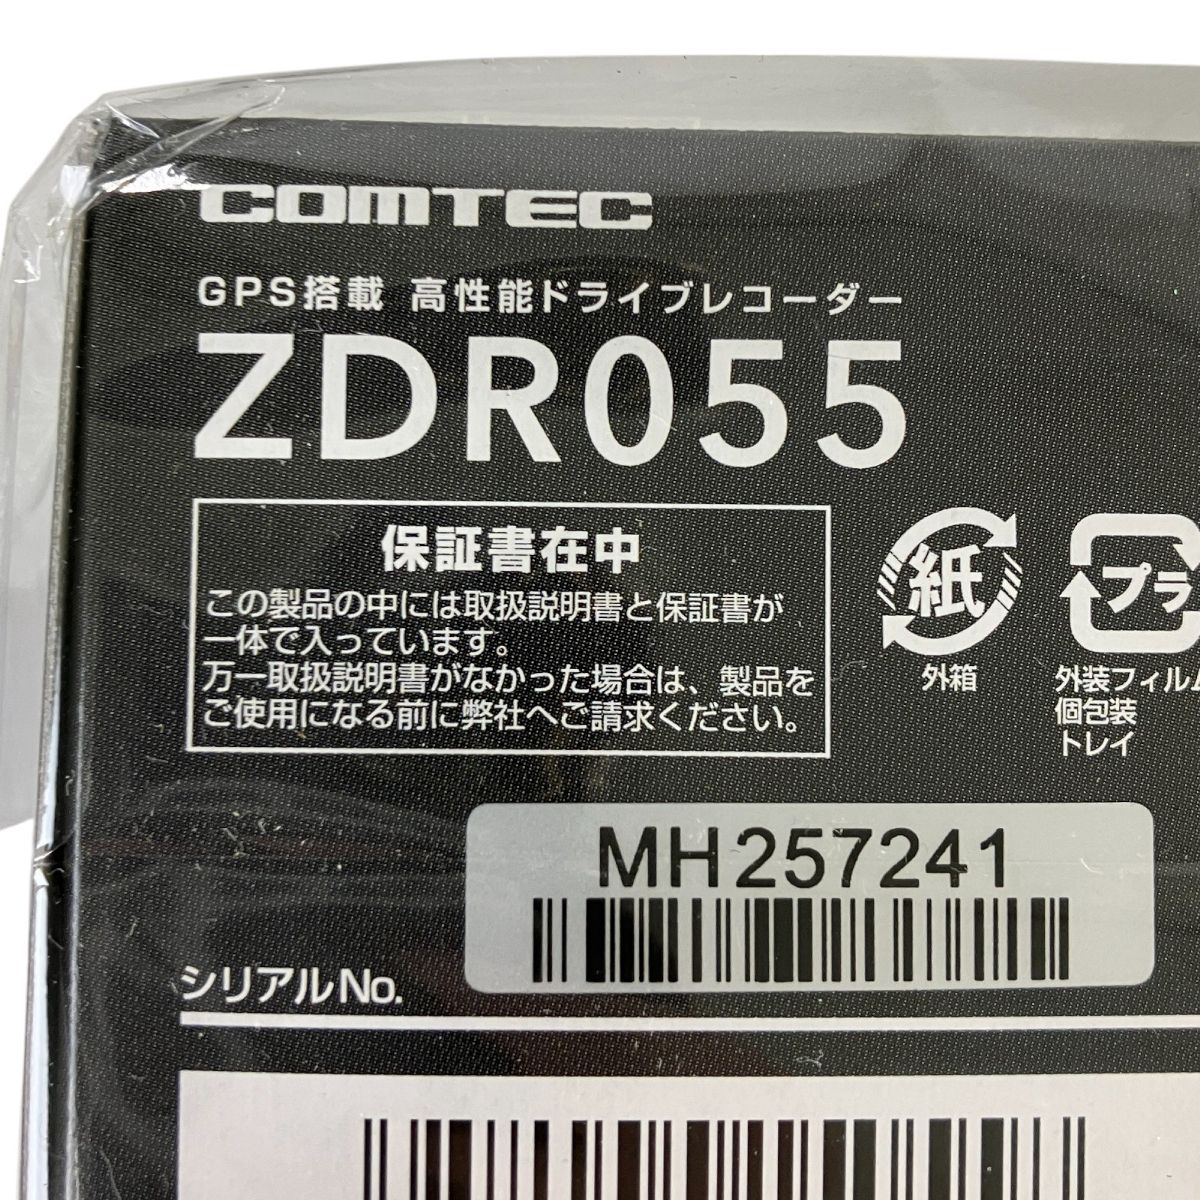 COMTEC
GPS搭載 高性能ドライブレコーダー
ZDR055
保証書在中
この製品の中には取扱説明書と保証書が
一体で入っています。
万一取扱説明書がなかった場合は、製品を
ご使用になる前に弊社へご請求ください。
紙
外箱
プラ
外装フィルム
個包装
トレイ
MH257241
シリアルNo.